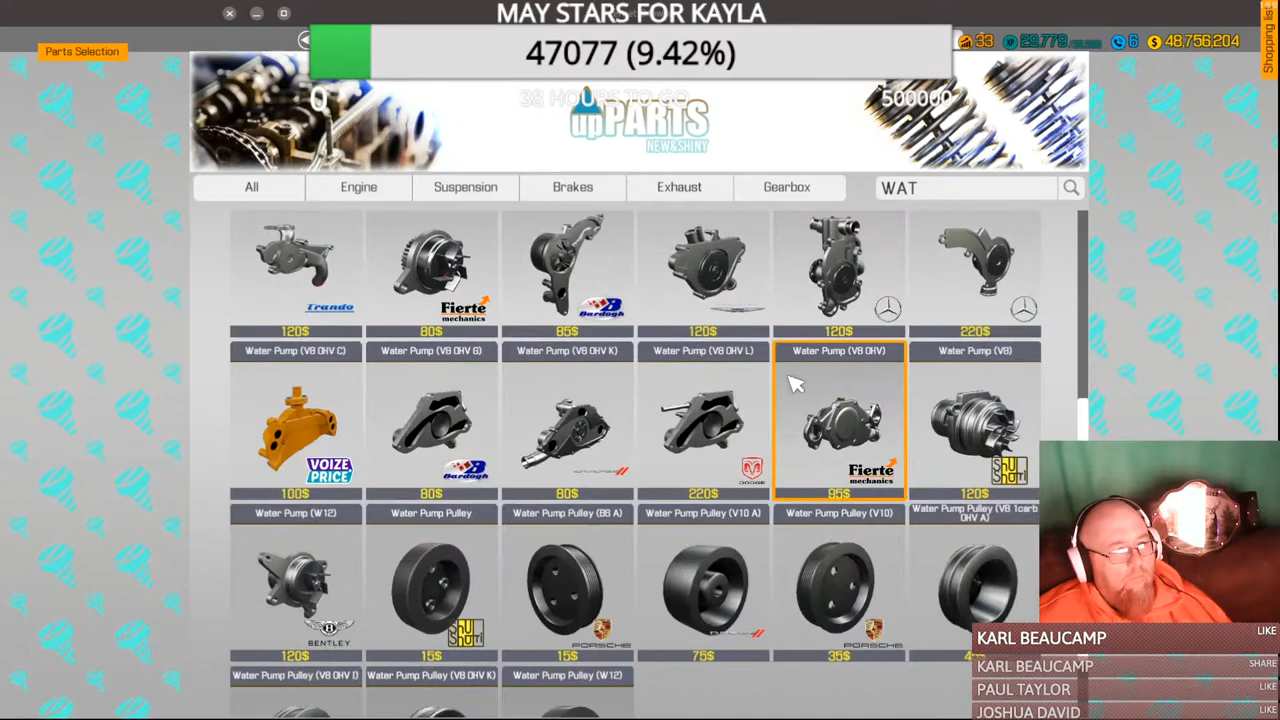 MAY STARS FOR KAYLA
47077 (9.42%)
0
38 HOURS TO GO
500000
Parts Selection
33
29,779
6
48,756,204
Shopping list
upPARTS
NEW&SHINY
All
Engine
Suspension
Brakes
Exhaust
Gearbox
WAT
Trando
Fierte mechanics
Bardogh
120$
80$
85$
120$
120$
220$
Water Pump (V8 OHV C)
Water Pump (V8 OHV G)
Water Pump (V8 OHV K)
Water Pump (V8 OHV L)
Water Pump (V8 OHV)
Water Pump (V8)
VOIZE PRICE
Bardogh
DODGE
Fierte mechanics
100$
80$
80$
220$
95$
120$
Water Pump (W12)
Water Pump Pulley
Water Pump Pulley (B6 A)
Water Pump Pulley (V10 A)
Water Pump Pulley (V10)
Water Pump Pulley (V8 1carb OHV A)
BENTLEY
PORSCHE
PORSCHE
120$
15$
15$
75$
35$
Water Pump Pulley (V8 OHV I)
Water Pump Pulley (V8 OHV K)
Water Pump Pulley (W12)
KARL BEAUCAMP
LIKE
KARL BEAUCAMP
SHARE
PAUL TAYLOR
LIKE
JOSHUA DAVID
LIKE